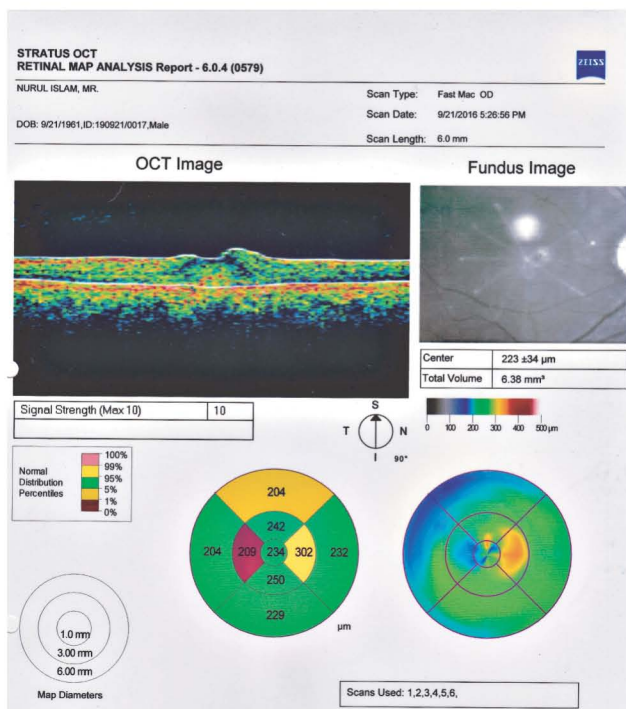 STRATUS OCT
RETINAL MAP ANALYSIS Report - 6.0.4 (0579)
ZEISS
NURUL ISLAM, MR.
DOB: 9/21/1961,ID:190921/0017,Male
Scan Type: Fast Mac OD
Scan Date: 9/21/2016 5:26:56 PM
Scan Length: 6.0 mm
OCT Image
Fundus Image
Center 223 ±34 µm
Total Volume 6.38 mm³
Signal Strength (Max 10) 10
S
T N
I 90°
0 100 200 300 400 500 µm
Normal
Distribution
Percentiles
100%
99%
95%
5%
1%
0%
204
242
204 209 234 302 232
250
229
µm
1.0 mm
3.00 mm
6.00 mm
Map Diameters
Scans Used: 1,2,3,4,5,6,